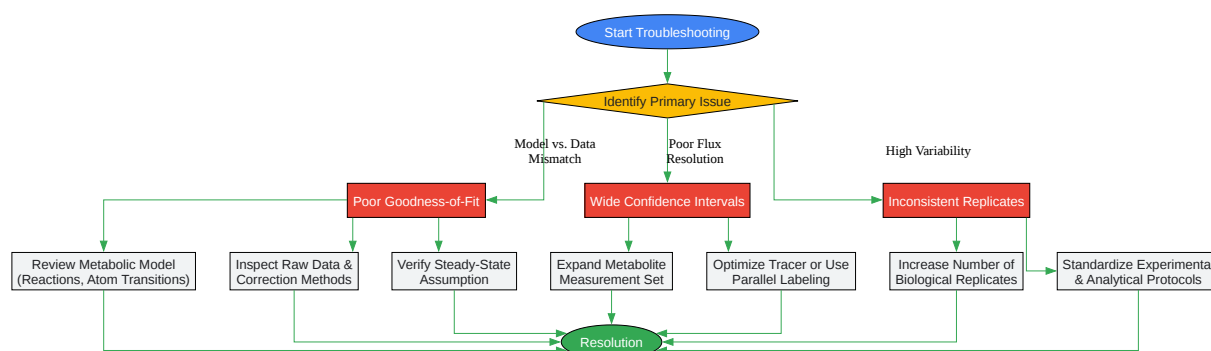 Start Troubleshooting
Identify Primary Issue
Model vs. Data
Mismatch
Poor Flux
Resolution
High Variability
Poor Goodness-of-Fit
Wide Confidence Intervals
Inconsistent Replicates
Review Metabolic Model
(Reactions, Atom Transitions)
Inspect Raw Data &
Correction Methods
Verify Steady-State
Assumption
Expand Metabolite
Measurement Set
Optimize Tracer or Use
Parallel Labeling
Increase Number of
Biological Replicates
Standardize Experimenta
& Analytical Protocols
Resolution